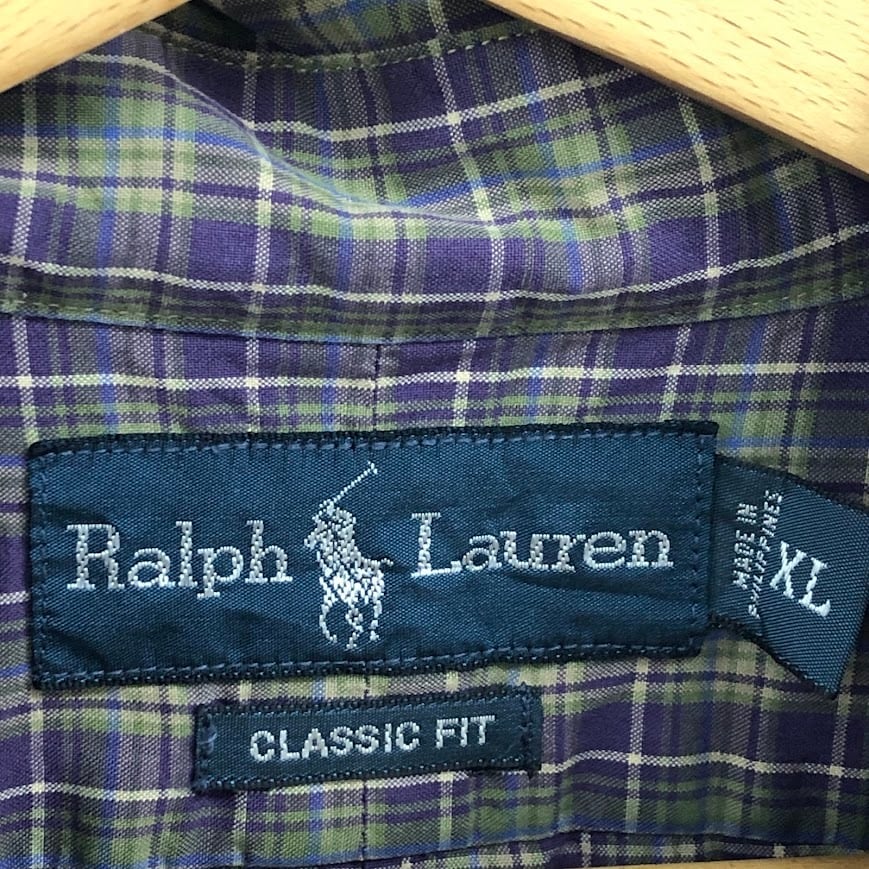 Ralph Lauren
MADE IN
PHILIPPINES
XL
CLASSIC FIT